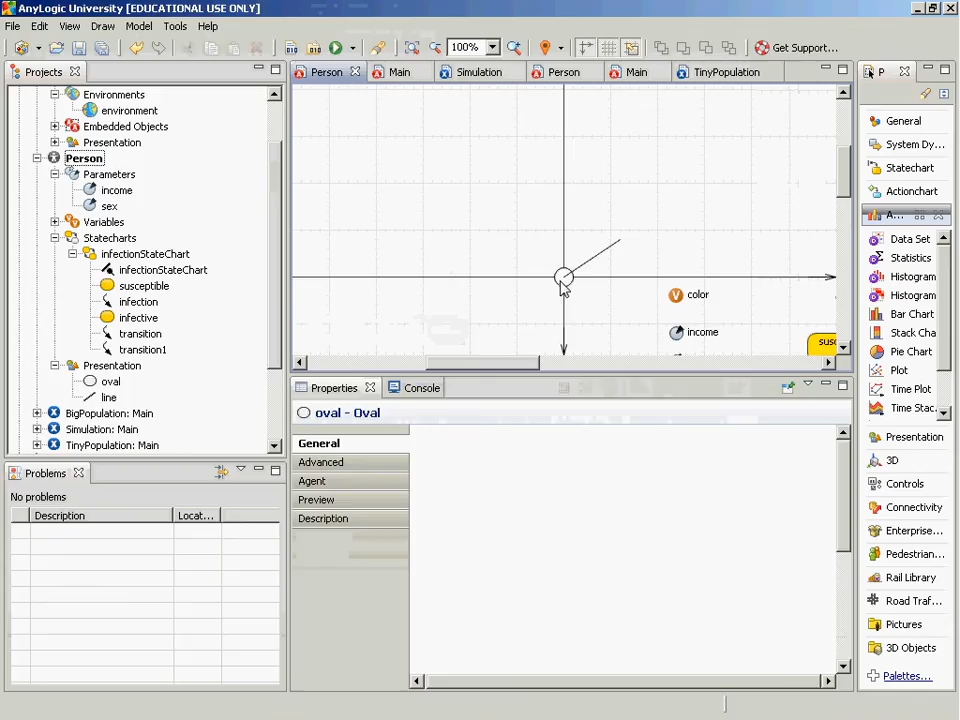 AnyLogic University [EDUCATIONAL USE ONLY]
File Edit View Draw Model Tools Help
100% Get Support...
Projects
Person Main Simulation Person Main TinyPopulation
P
Environments
environment
Embedded Objects
Presentation
Person
Parameters
income
sex
Variables
Statecharts
infectionStateChart
infectionStateChart
susceptible
infection
infective
transition
transition1
Presentation
oval
line
BigPopulation: Main
Simulation: Main
TinyPopulation: Main
color
income
susc
Properties Console
oval - Oval
General
Advanced
Agent
Preview
Description
Problems
No problems
Description Locat...
General
System Dy...
Statechart
Actionchart
A...
Data Set
Statistics
Histogram
Histogram
Bar Chart
Stack Cha
Pie Chart
Plot
Time Plot
Time Stac.
Presentation
3D
Controls
Connectivity
Enterprise...
Pedestrian...
Rail Library
Road Traf...
Pictures
3D Objects
Palettes...